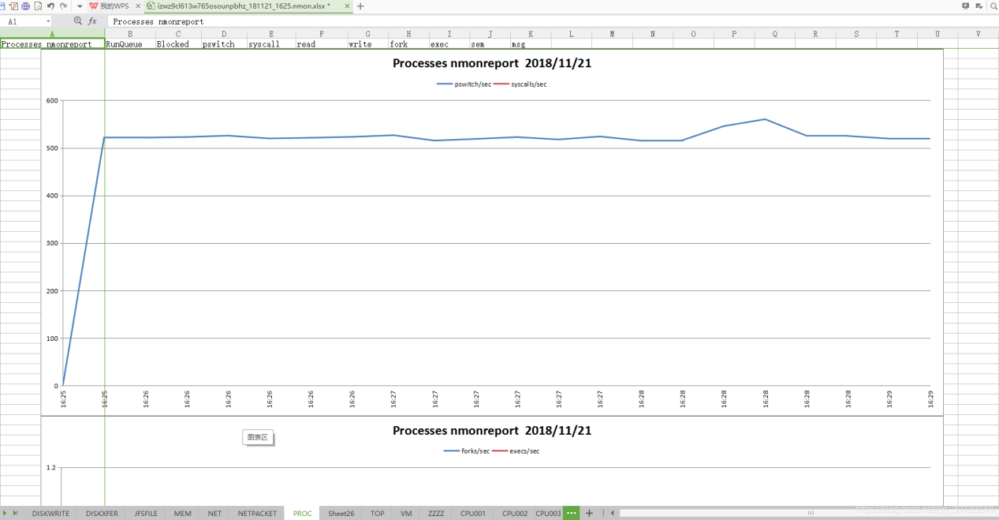 我的WPS × izwz9cl613w765osounpbhz_181121_1625.nmon.xlsx * × +
A1 fx Processes nmonreport
A B C D E F G H I J K L M N O P Q R S T U V
Processes nmonreport RunQueue Blocked pswitch syscall read write fork exec sem msg
Processes nmonreport 2018/11/21
pswitch/sec syscalls/sec
600
500
400
300
200
100
0
16:25 16:25 16:26 16:26 16:26 16:26 16:26 16:26 16:27 16:27 16:27 16:27 16:27 16:27 16:28 16:28 16:28 16:28 16:28 16:28 16:29 16:29
Processes nmonreport 2018/11/21
图表区
forks/sec execs/sec
1.2
DISKWRITE DISKXFER JFSFILE MEM NET NETPACKET PROC Sheet26 TOP VM ZZZZ CPU001 CPU002 CPU003 ... +